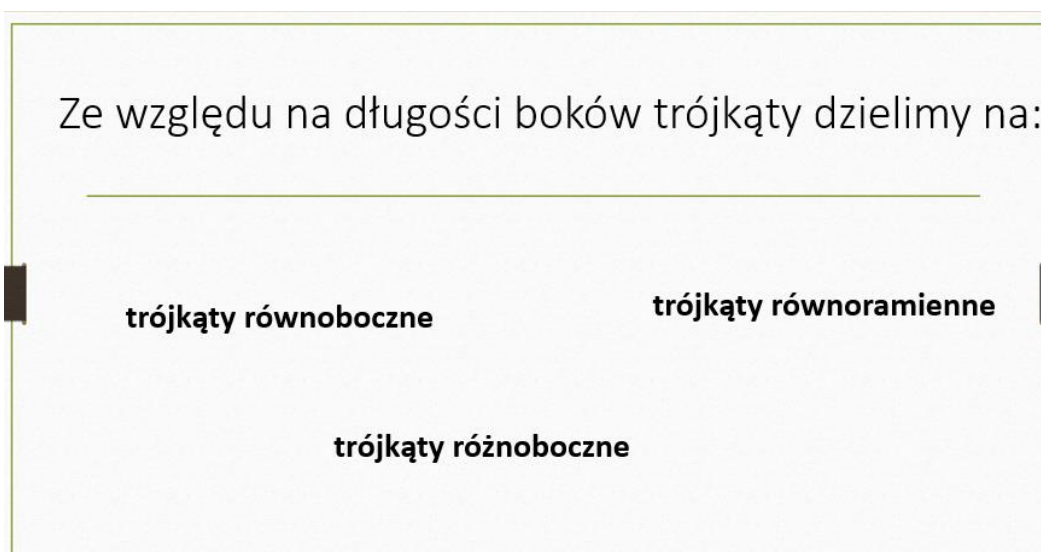 Ze względu na długości boków trójkąty dzielimy na:
trójkąty równoboczne
trójkąty równoramienne
trójkąty różnoboczne